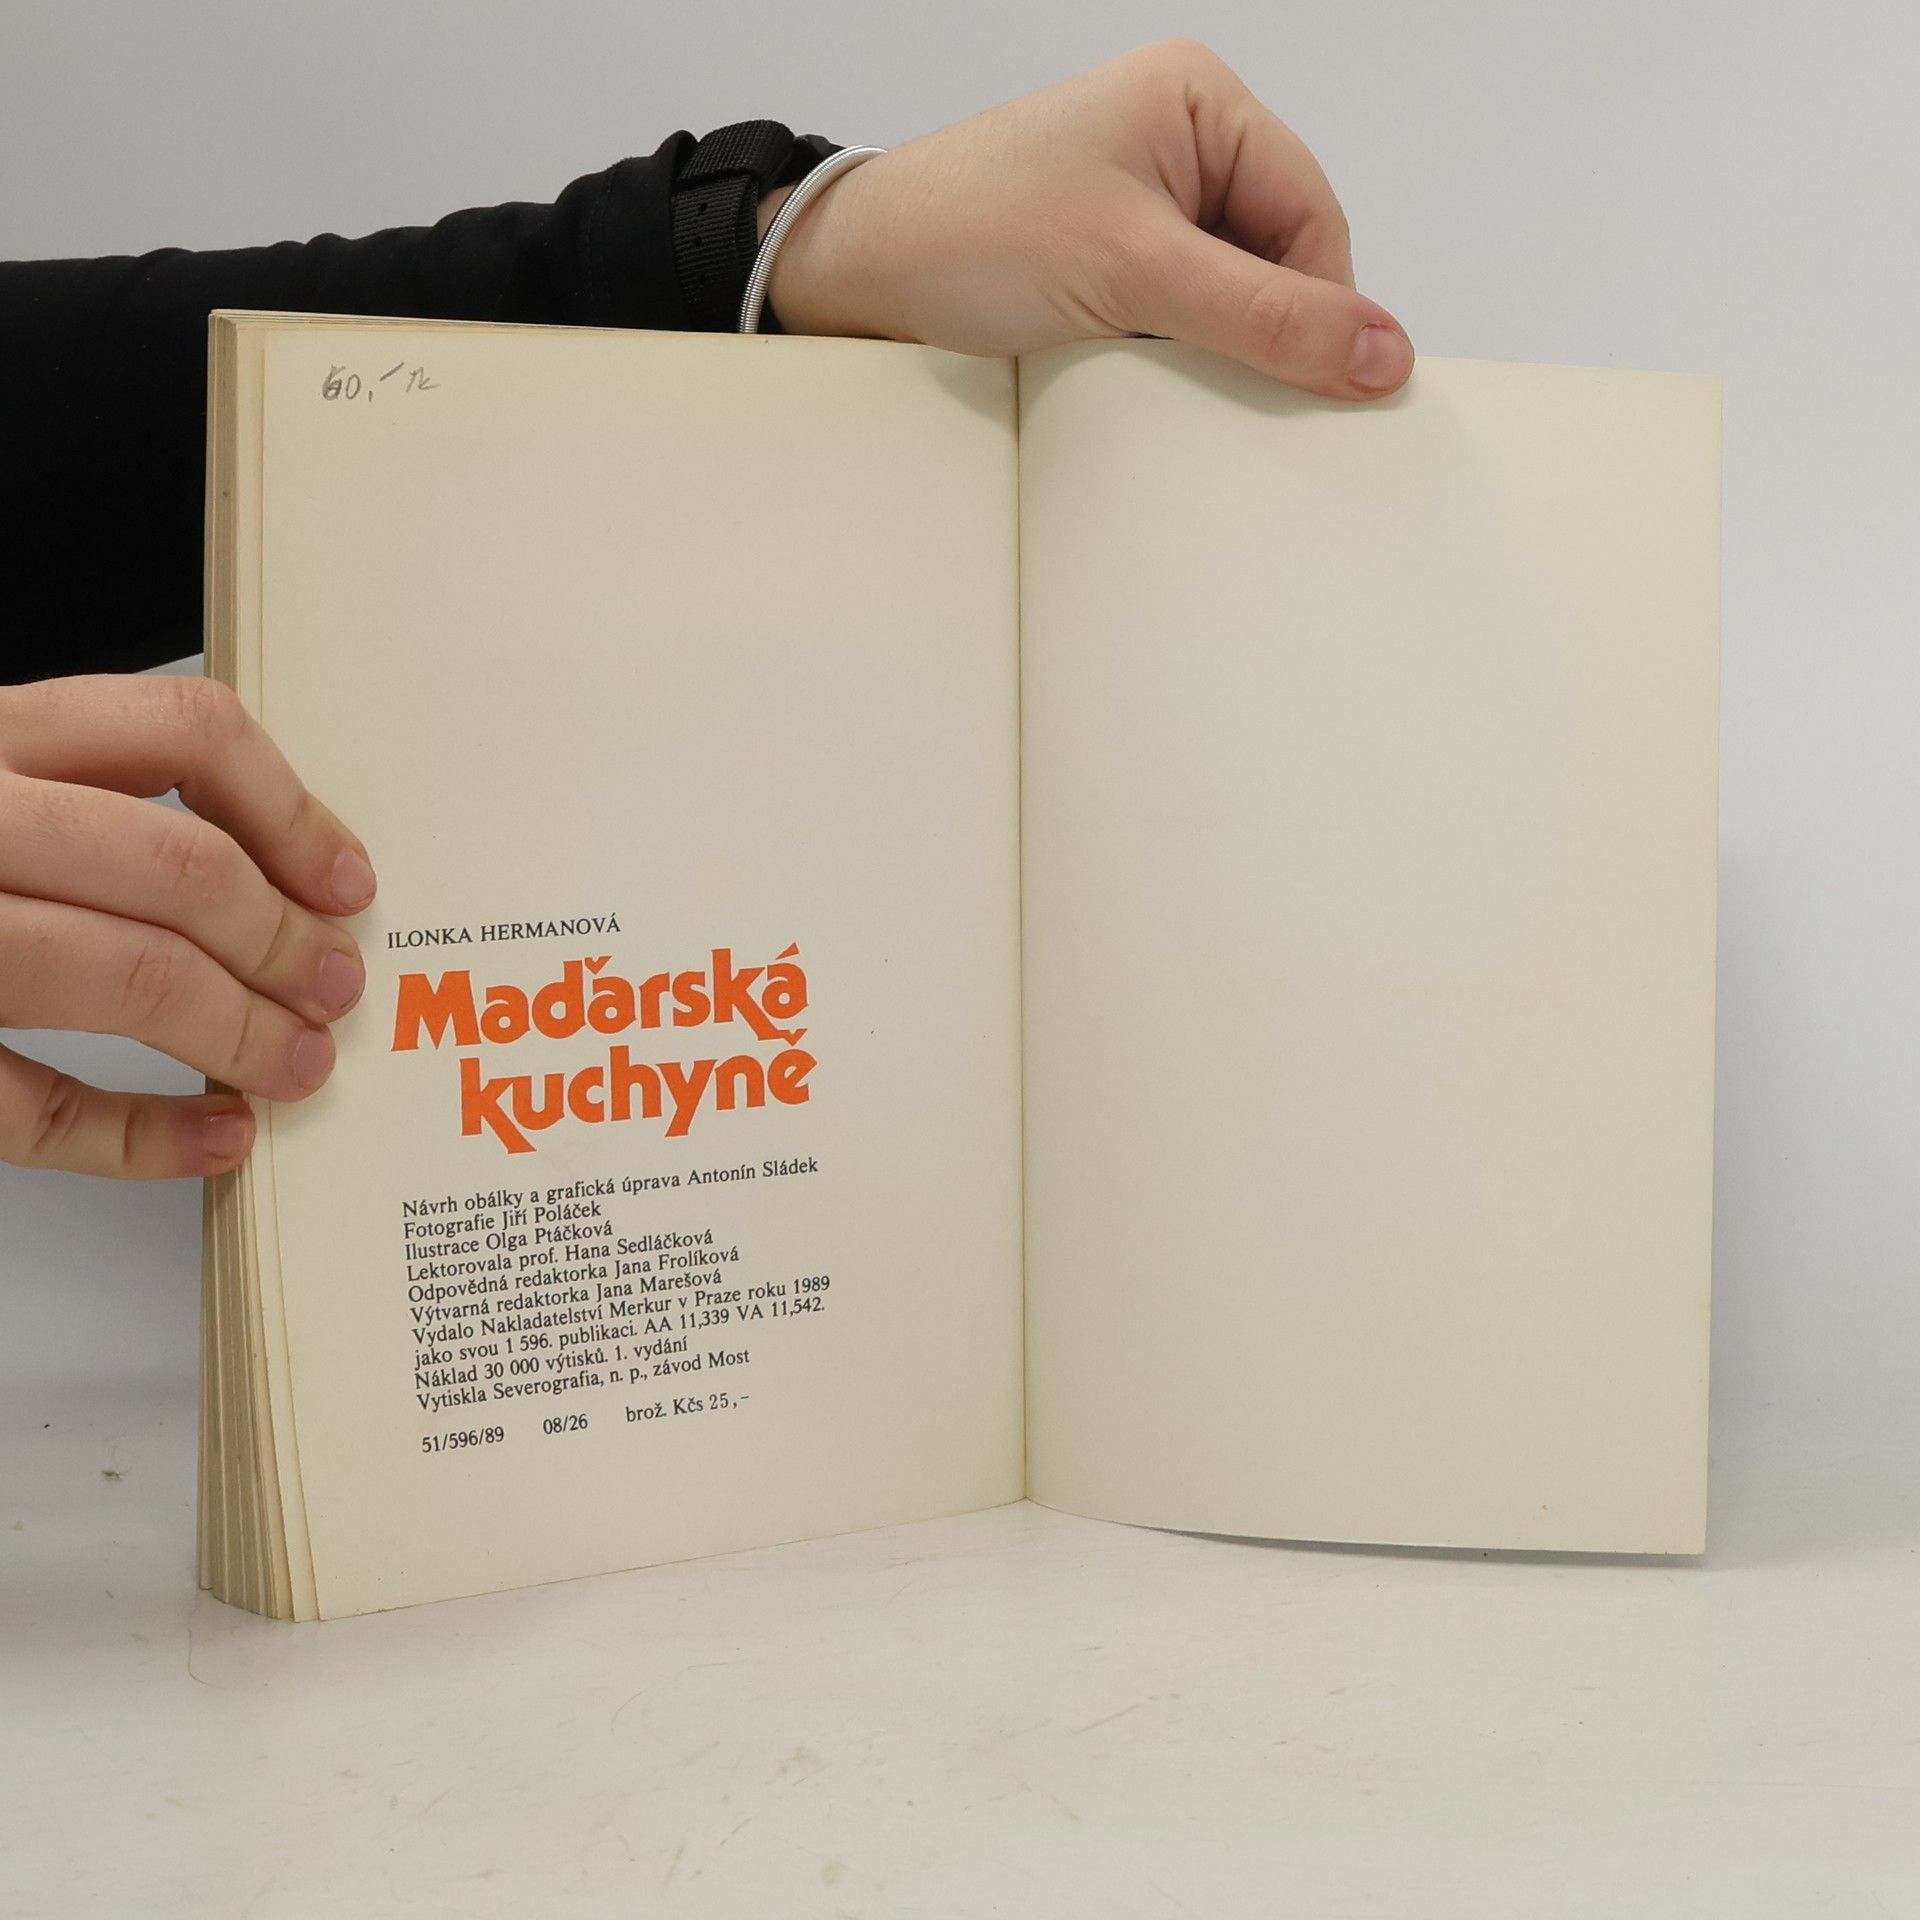 60,-
ILONKA HERMANOVÁ
Maďarská
kuchyně
Návrh obálky a grafická úprava Antonín Sládek
Fotografie Jiří Poláček
Ilustrace Olga Ptáčková
Lektorovala prof. Hana Sedláčková
Odpovědná redaktorka Jana Frolíková
Výtvarná redaktorka Jana Marešová
Vydalo Nakladatelství Merkur v Praze roku 1989
jako svou 1 596. publikaci. AA 11,339 VA 11,542.
Náklad 30 000 výtisků. 1. vydání
Vytiskla Severografia, n. p., závod Most
51/596/89 08/26 brož. Kčs 25,–